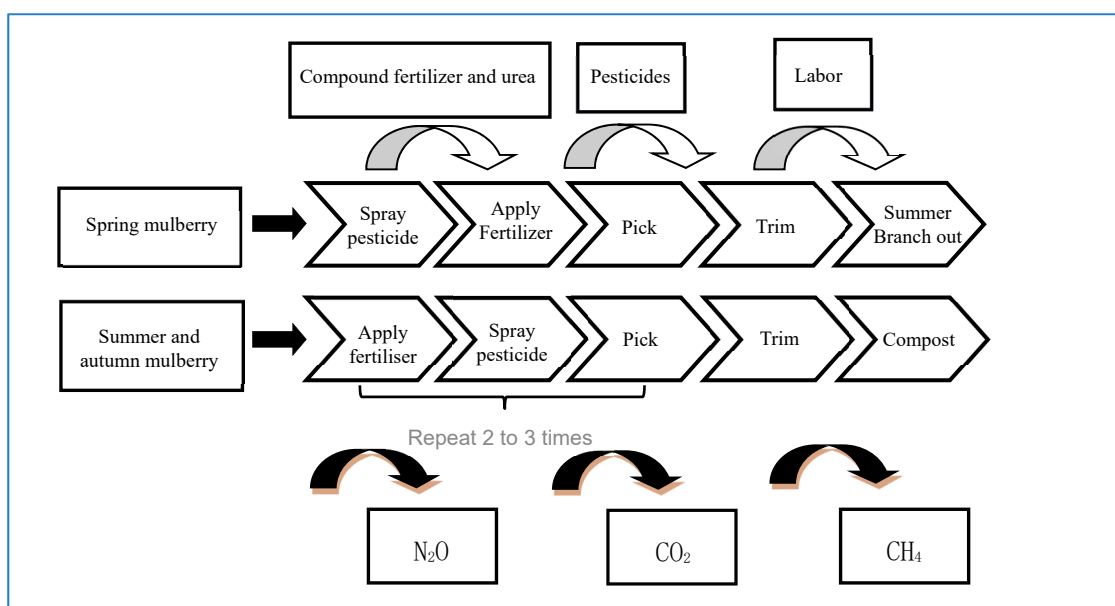 Compound fertilizer and urea
Pesticides
Labor
Spring mulberry
Spray
pesticide
Apply
Fertilizer
Pick
Trim
Summer
Branch out
Summer and
autumn mulberry
Apply
fertiliser
Spray
pesticide
Pick
Trim
Compost
Repeat 2 to 3 times
N₂O
CO₂
CH₄